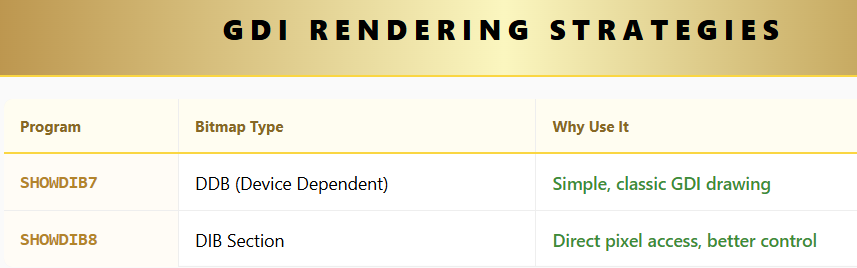 GDI RENDERING STRATEGIES
Program Bitmap Type Why Use It
SHOWDIB7 DDB (Device Dependent) Simple, classic GDI drawing
SHOWDIB8 DIB Section Direct pixel access, better control